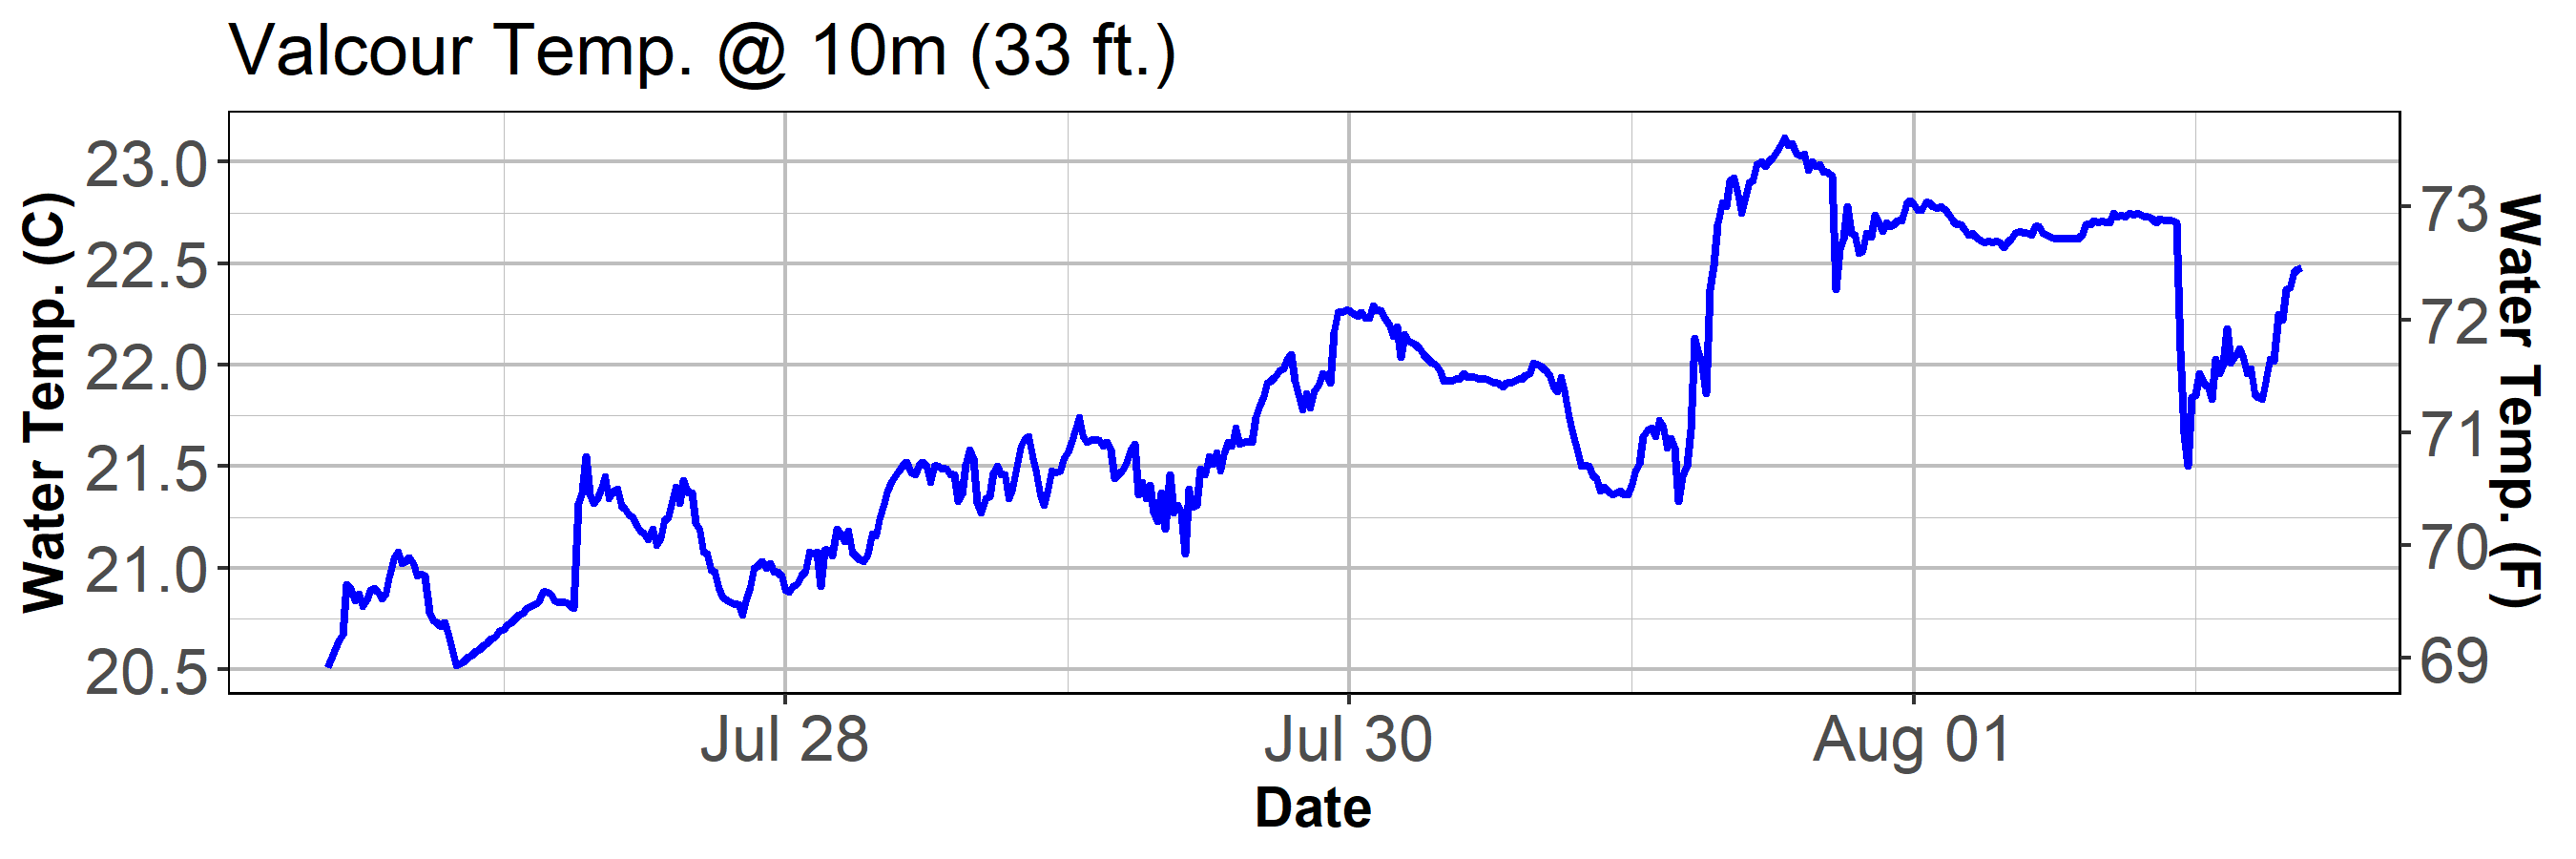 Valcour Temp. @ 10m (33 ft.)
Water Temp. (C)
23.0
22.5
22.0
21.5
21.0
20.5
73
72
71
70
69
Water Temp. (F)
Jul 28
Jul 30
Aug 01
Date